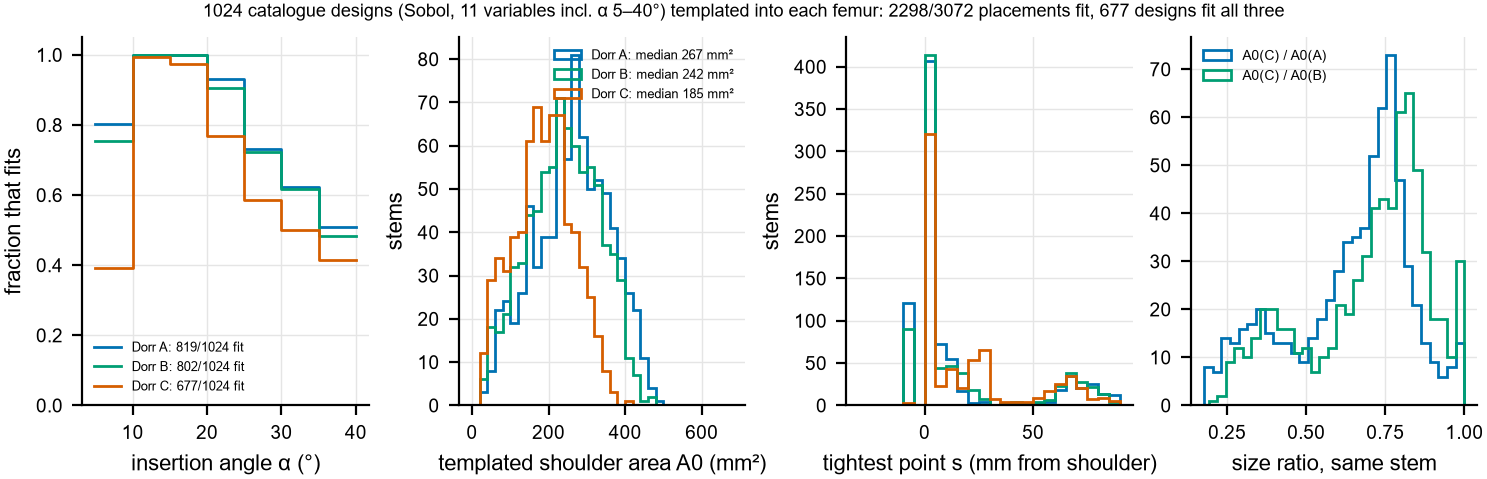 1024 catalogue designs (Sobol, 11 variables incl. α 5–40°) templated into each femur: 2298/3072 placements fit, 677 designs fit all three
fraction that fits
1.0
0.8
0.6
0.4
0.2
0.0
Dorr A: 819/1024 fit
Dorr B: 802/1024 fit
Dorr C: 677/1024 fit
10 20 30 40
insertion angle α (°)
stems
80
70
60
50
40
30
20
10
0
Dorr A: median 267 mm²
Dorr B: median 242 mm²
Dorr C: median 185 mm²
0 200 400 600
templated shoulder area A0 (mm²)
stems
400
350
300
250
200
150
100
50
0
0 50
tightest point s (mm from shoulder)
70
60
50
40
30
20
10
0
A0(C) / A0(A)
A0(C) / A0(B)
0.25 0.50 0.75 1.00
size ratio, same stem